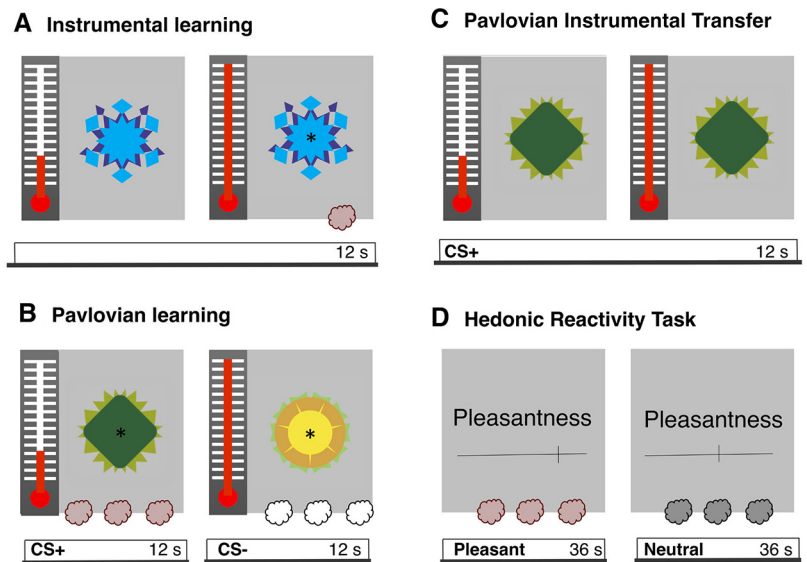 A Instrumental learning
*
12 s
B Pavlovian learning
* *
CS+ 12 s CS- 12 s
C Pavlovian Instrumental Transfer
CS+ 12 s
D Hedonic Reactivity Task
Pleasantness Pleasantness
Pleasant 36 s Neutral 36 s